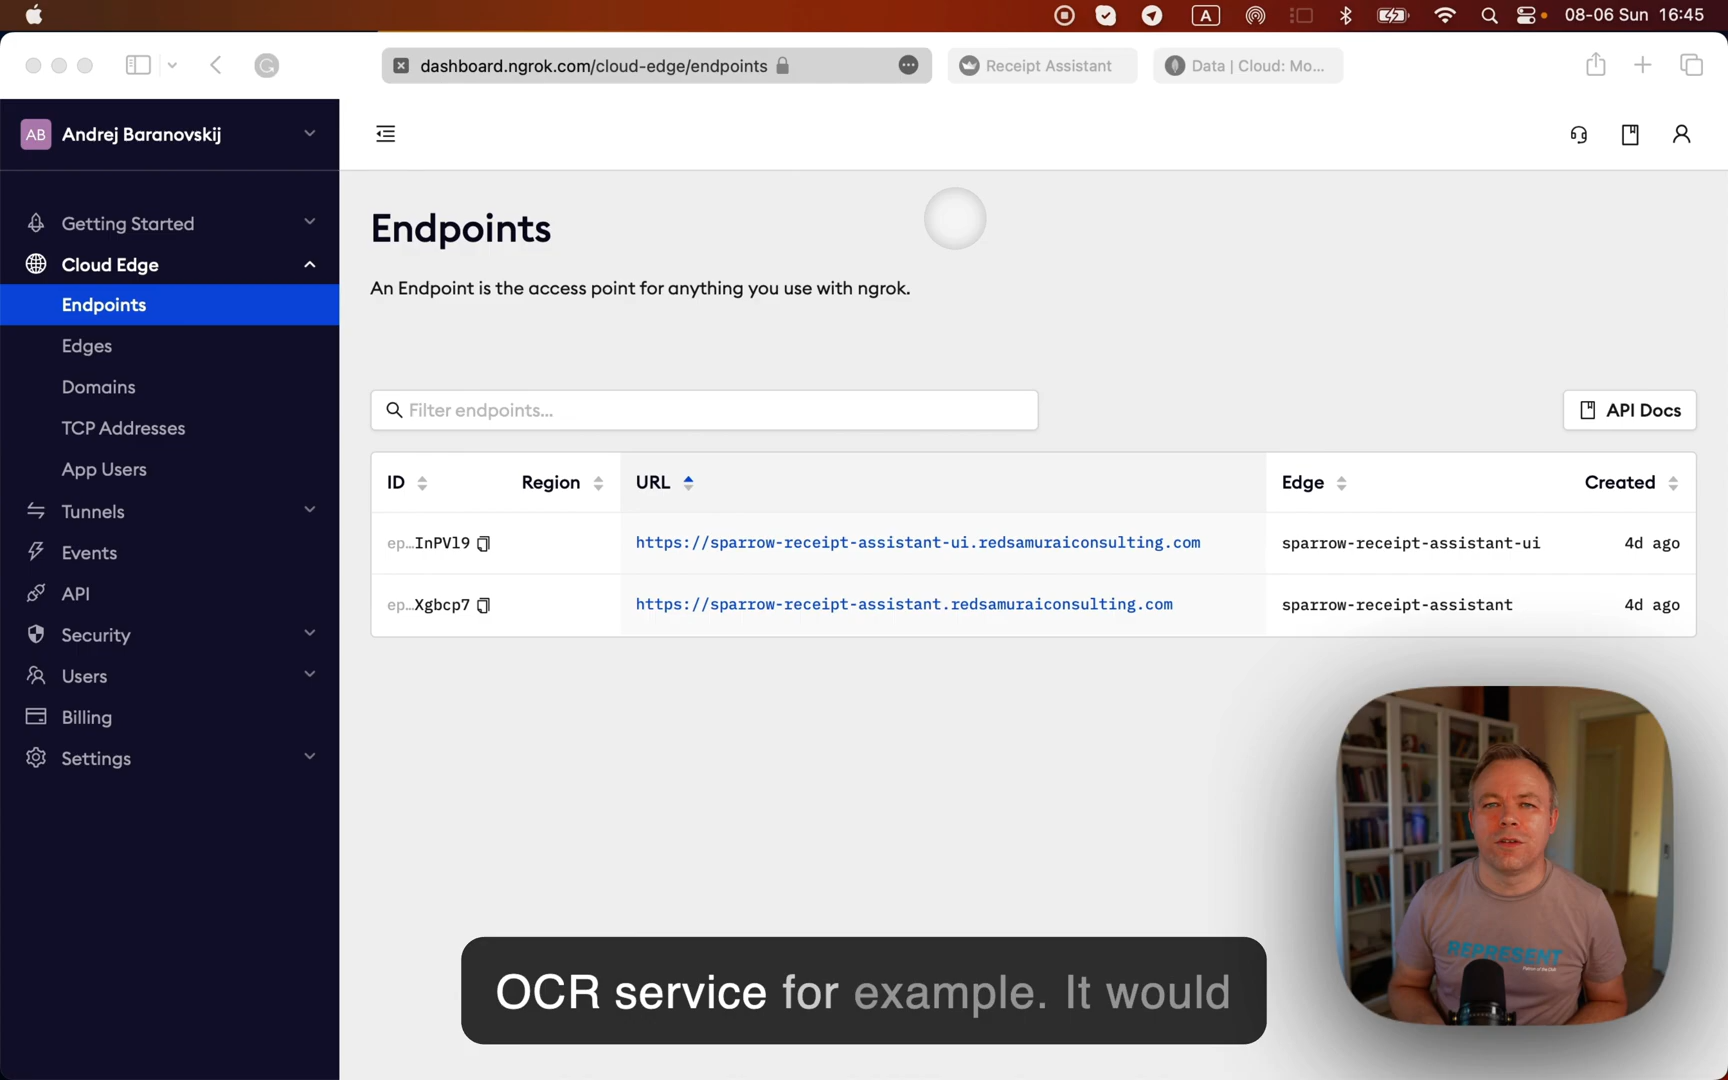 A
08-06 Sun 16:45
dashboard.ngrok.com/cloud-edge/endpoints
Receipt Assistant
Data | Cloud: Mo...
AB Andrej Baranovskij
Getting Started
Cloud Edge
Endpoints
Edges
Domains
TCP Addresses
App Users
Tunnels
Events
API
Security
Users
Billing
Settings
Endpoints
An Endpoint is the access point for anything you use with ngrok.
Filter endpoints...
API Docs
ID Region URL Edge Created
ep...InPVl9 https://sparrow-receipt-assistant-ui.redsamuraiconsulting.com sparrow-receipt-assistant-ui 4d ago
ep...Xgbcp7 https://sparrow-receipt-assistant.redsamuraiconsulting.com sparrow-receipt-assistant 4d ago
REPRESENT
OCR service for example. It would